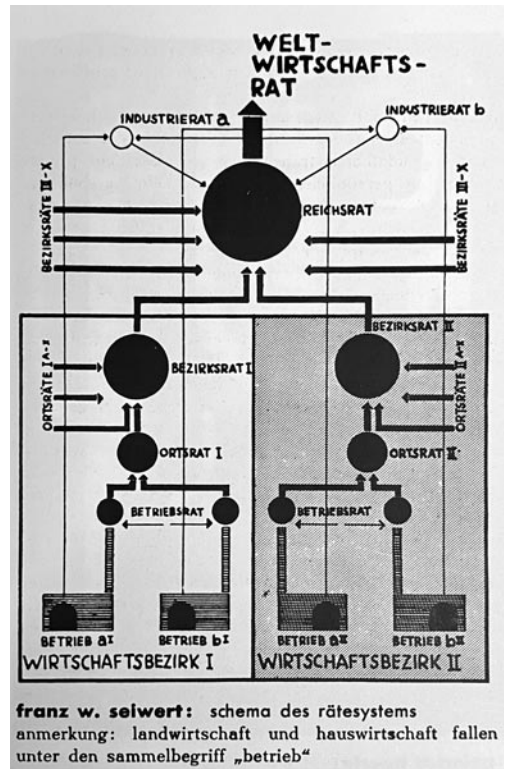 WELT-
WIRTSCHAFTS-
RAT
INDUSTRIERAT a
INDUSTRIERAT b
REICHSRAT
BEZIRKSRÄTE III-X
BEZIRKSRÄTE III-X
BEZIRKSRAT II
BEZIRKSRAT I
ORTSRÄTE IA-X
ORTSRÄTE II A-X
ORTSRAT I
ORTSRAT II
BETRIEBSRAT
BETRIEBSRAT
BETRIEB aI
BETRIEB bI
BETRIEB aII
BETRIEB bII
WIRTSCHAFTSBEZIRK I
WIRTSCHAFTSBEZIRK II
franz w. seiwert: schema des rätesystems
anmerkung: landwirtschaft und hauswirtschaft fallen
unter den sammelbegriff „betrieb“